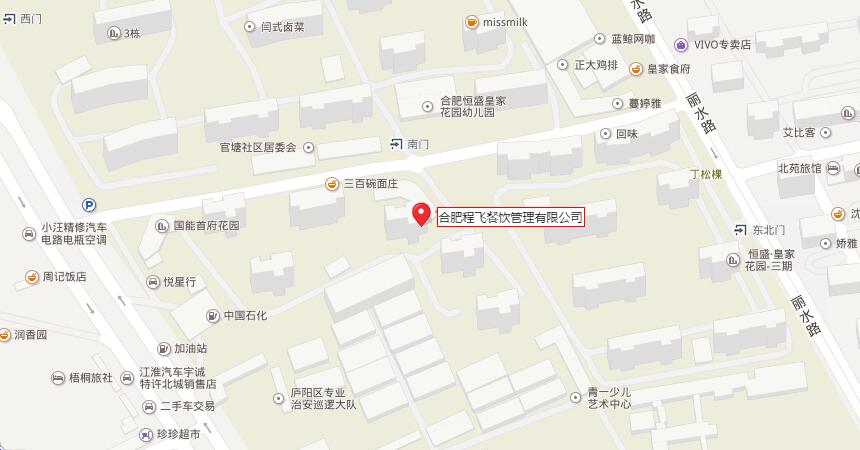 西门
3栋
闫式卤菜
missmilk
丽水路
蓝鲸网咖
VIVO专卖店
正大鸡排
皇家食府
合肥恒盛皇家
花园幼儿园
蔓婷雅
丽水路
官塘社区居委会
南门
回味
艾比客
三百碗面庄
丁松棵
北苑旅馆
P
小汪精修汽车
电路电瓶空调
国能首府花园
合肥程飞餐饮管理有限公司
东北门
沈
娇雅
周记饭店
悦星行
恒盛·皇家
花园-三期
润香园
中国石化
丽水路
加油站
梧桐旅社
江淮汽车宇诚
特许北城销售店
二手车交易
珍珍超市
庐阳区专业
治安巡逻大队
青一少儿
艺术中心